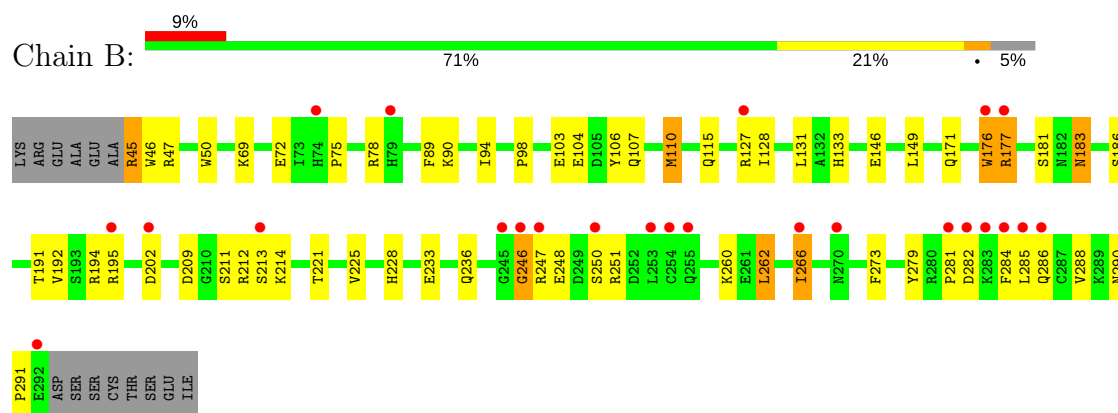 9%
Chain B:
71% 21% • 5%
LYS ARG GLU ALA GLU ALA R45 W46 R47 W50 K69 E72 I73 H74 P75 R78 H79 F89 K90 I94 P98 E103 E104 D105 Y106 Q107 M110 Q115 R127 I128 L131 A132 H133 E146 L149 Q171 W176 R177 S181 N182 N183 S186
T191 V192 S193 R194 R195 D202 D209 G210 S211 R212 S213 K214 T221 V225 H228 E233 Q236 G245 G246 R247 E248 D249 S250 R251 D252 L253 C254 Q255 K260 E261 L262 I266 N270 F273 Y279 R280 P281 D282 K283 F284 L285 Q286 C287 V288 K289 N290
P291 E292 ASP SER SER CYS THR SER GLU ILE